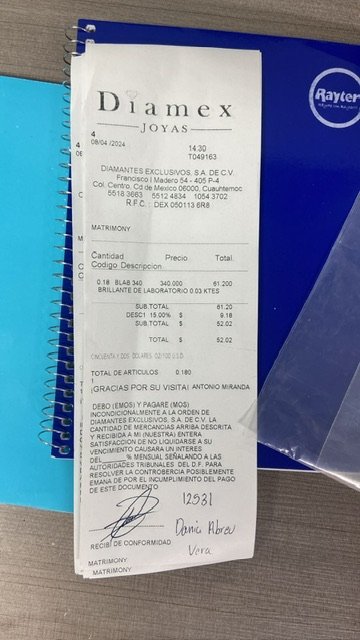 Rayter
Diamex
JOYAS
4
08/04 /2024
14:30
T049163
DIAMANTES EXCLUSIVOS, S.A. DE C.V.
Francisco I Madero 54 - 405 P-4
Col. Centro, Cd de Mexico 06000, Cuauhtemoc
5518 3663 5512 4834 1054 3702
R.F.C. : DEX 050113 6R8
MATRIMONY
Cantidad Precio Total.
Codigo Descripcion
0.18 BLAB 340 340.000 61.200
BRILLANTE DE LABORATORIO 0.03 KTES
SUB.TOTAL 61.20
DESC1 15.00% $ 9.18
SUB.TOTAL $ 52.02
TOTAL $ 52.02
CINCUENTA Y DOS DOLARES 02/100 U.S.D.
TOTAL DE ARTICULOS 0.180
1
¡GRACIAS POR SU VISITA! ANTONIO MIRANDA
DEBO (EMOS) Y PAGARE (MOS)
INCONDICIONALMENTE A LA ORDEN DE
DIAMANTES EXCLUSIVOS, S.A. DE C.V. LA
CANTIDAD DE MERCANCIAS ARRIBA DESCRITA
Y RECIBIDA A MI (NUESTRA) ENTERA
SATISFACCION DE NO LIQUIDARSE A SU
VENCIMIENTO CAUSARA UN INTERES
DEL______% MENSUAL SEÑALANDO A LAS
AUTORIDADES TRIBUNALES DEL D.F. PARA
RESOLVER LA CONTROBERCIA POSIBLEMENTE
EMANA DE POR EL INCUMPLIMIENTO DEL PAGO
DE ESTE DOCUMENTO
12931
Abreu
Vera
RECIBI DE CONFORMIDAD
MATRIMONY
MATRIMONY